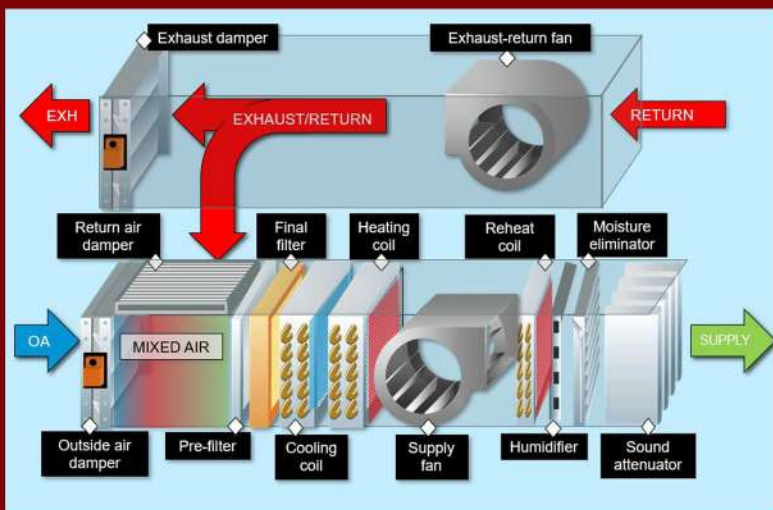 Exhaust damper
Exhaust-return fan
EXH
EXHAUST/RETURN
RETURN
Return air
damper
Final
filter
Heating
coil
Reheat
coil
Moisture
eliminator
OA
MIXED AIR
SUPPLY
Outside air
damper
Pre-filter
Cooling
coil
Supply
fan
Humidifier
Sound
attenuator